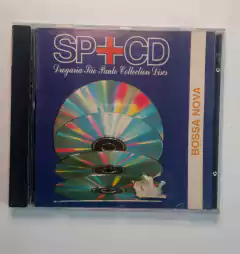 SP+CD
Drogaria São Paulo Collection Discs
BOSSA NOVA